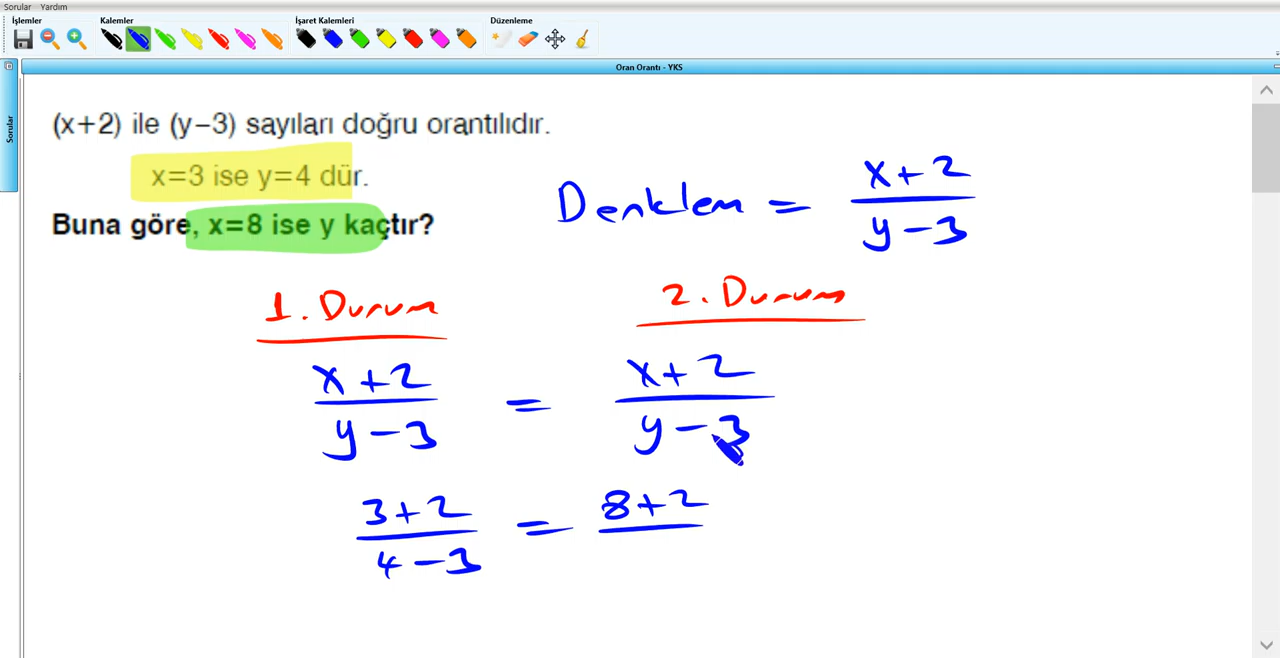 Sorular Yardım
İşlemler Kalemler İşaret Kalemleri Düzenleme
Oran Orantı - YKS
Sorular
(x+2) ile (y−3) sayıları doğru orantılıdır.
x=3 ise y=4 dür.
Buna göre, x=8 ise y kaçtır?
Denklem = x+2 / y−3
1. Durum 2. Durum
x+2 / y−3 = x+2 / y−3
3+2 / 4−3 = 8+2